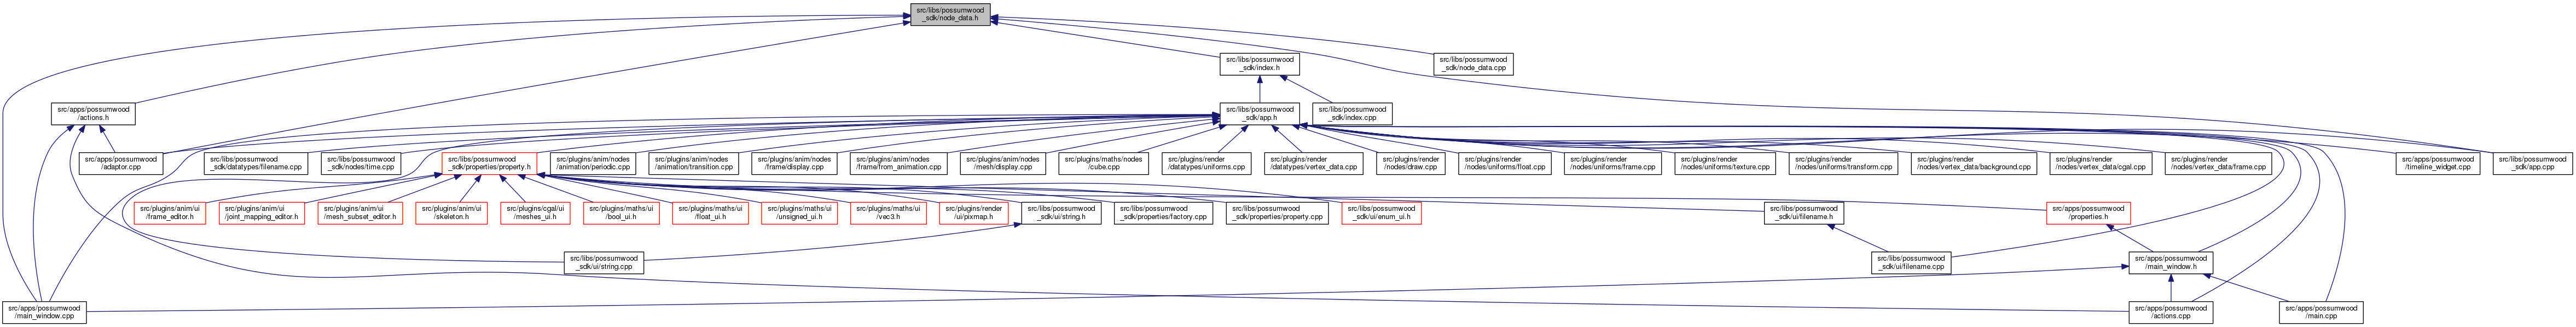 src/libs/possumwood
_sdk/node_data.h
src/libs/possumwood
_sdk/index.h
src/libs/possumwood
_sdk/node_data.cpp
src/apps/possumwood
/actions.h
src/libs/possumwood
_sdk/app.h
src/libs/possumwood
_sdk/index.cpp
src/apps/possumwood
/adaptor.cpp
src/libs/possumwood
_sdk/datatypes/filename.cpp
src/libs/possumwood
_sdk/nodes/time.cpp
src/libs/possumwood
_sdk/properties/property.h
src/plugins/anim/nodes
/animation/periodic.cpp
src/plugins/anim/nodes
/animation/transition.cpp
src/plugins/anim/nodes
/frame/display.cpp
src/plugins/anim/nodes
/frame/from_animation.cpp
src/plugins/anim/nodes
/mesh/display.cpp
src/plugins/maths/nodes
/cube.cpp
src/plugins/render
/datatypes/uniforms.cpp
src/plugins/render
/datatypes/vertex_data.cpp
src/plugins/render
/nodes/draw.cpp
src/plugins/render
/nodes/uniforms/float.cpp
src/plugins/render
/nodes/uniforms/frame.cpp
src/plugins/render
/nodes/uniforms/texture.cpp
src/plugins/render
/nodes/uniforms/transform.cpp
src/plugins/render
/nodes/vertex_data/background.cpp
src/plugins/render
/nodes/vertex_data/cgal.cpp
src/plugins/render
/nodes/vertex_data/frame.cpp
src/apps/possumwood
/timeline_widget.cpp
src/libs/possumwood
_sdk/app.cpp
src/plugins/anim/ui
/frame_editor.h
src/plugins/anim/ui
/joint_mapping_editor.h
src/plugins/anim/ui
/mesh_subset_editor.h
src/plugins/anim/ui
/skeleton.h
src/plugins/cgal/ui
/meshes_ui.h
src/plugins/maths/ui
/bool_ui.h
src/plugins/maths/ui
/float_ui.h
src/plugins/maths/ui
/unsigned_ui.h
src/plugins/maths/ui
/vec3.h
src/plugins/render
/ui/pixmap.h
src/libs/possumwood
_sdk/ui/string.h
src/libs/possumwood
_sdk/properties/factory.cpp
src/libs/possumwood
_sdk/properties/property.cpp
src/libs/possumwood
_sdk/ui/enum_ui.h
src/libs/possumwood
_sdk/ui/filename.h
src/apps/possumwood
/properties.h
src/libs/possumwood
_sdk/ui/string.cpp
src/libs/possumwood
_sdk/ui/filename.cpp
src/apps/possumwood
/main_window.h
src/apps/possumwood
/main_window.cpp
src/apps/possumwood
/actions.cpp
src/apps/possumwood
/main.cpp